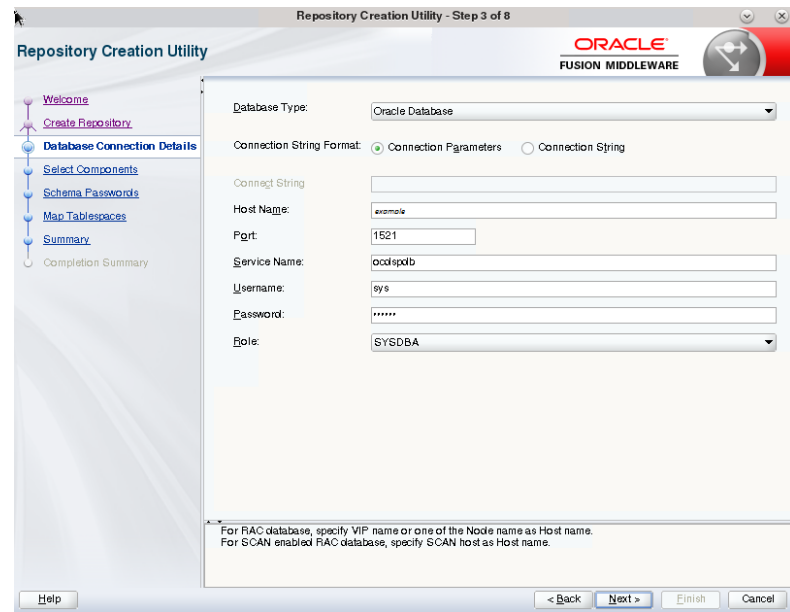 Repository Creation Utility - Step 3 of 8
Repository Creation Utility
ORACLE
FUSION MIDDLEWARE
Welcome
Create Repository
Database Connection Details
Select Components
Schema Passwords
Map Tablespaces
Summary
Completion Summary
Database Type:
Oracle Database
Connection String Format:
Connection Parameters
Connection String
Connect String
Host Name:
example
Port:
1521
Service Name:
ocdlspdb
Username:
sys
Password:
••••••
Role:
SYSDBA
For RAC database, specify VIP name or one of the Node name as Host name.
For SCAN enabled RAC database, specify SCAN host as Host name.
Help
< Back
Next >
Finish
Cancel